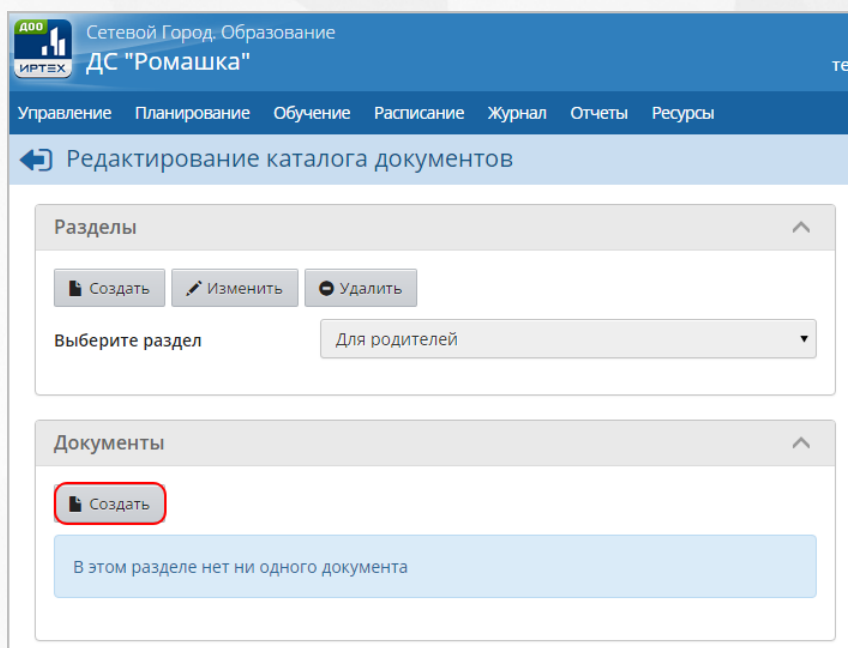 ДОО
ИРТЕХ
Сетевой Город. Образование
ДС "Ромашка"
те
Управление Планирование Обучение Расписание Журнал Отчеты Ресурсы
Редактирование каталога документов
Разделы
Создать Изменить Удалить
Выберите раздел Для родителей
Документы
Создать
В этом разделе нет ни одного документа